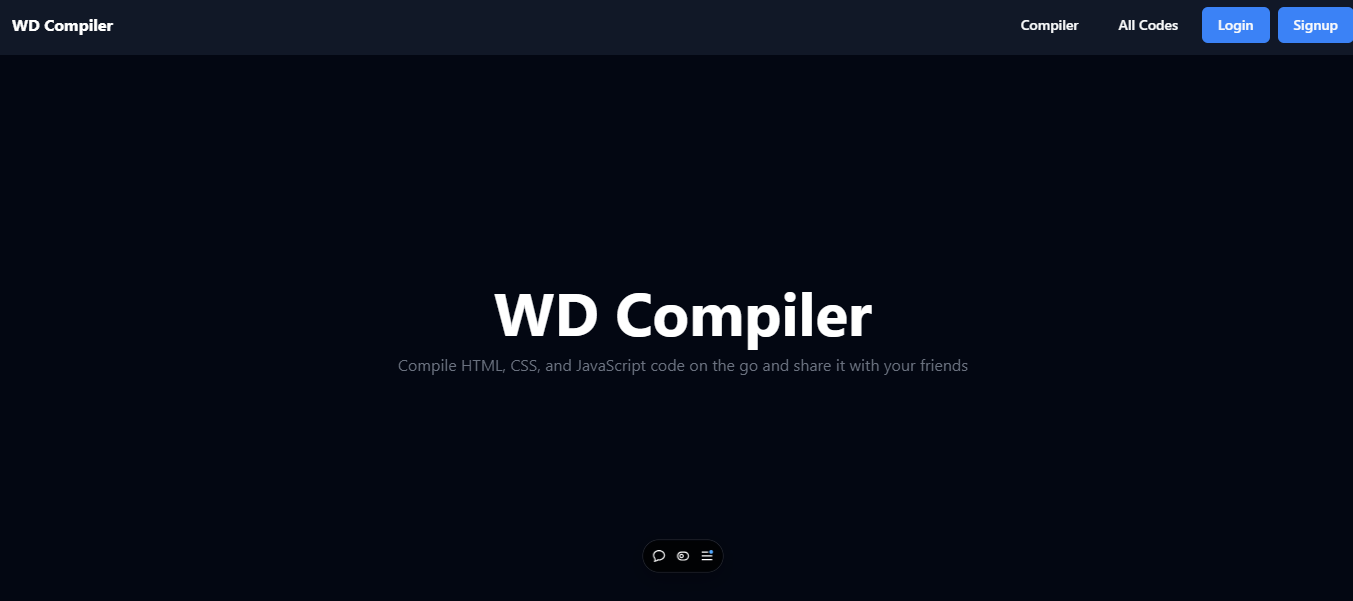 WD Compiler Compiler All Codes Login Signup
WD Compiler
Compile HTML, CSS, and JavaScript code on the go and share it with your friends